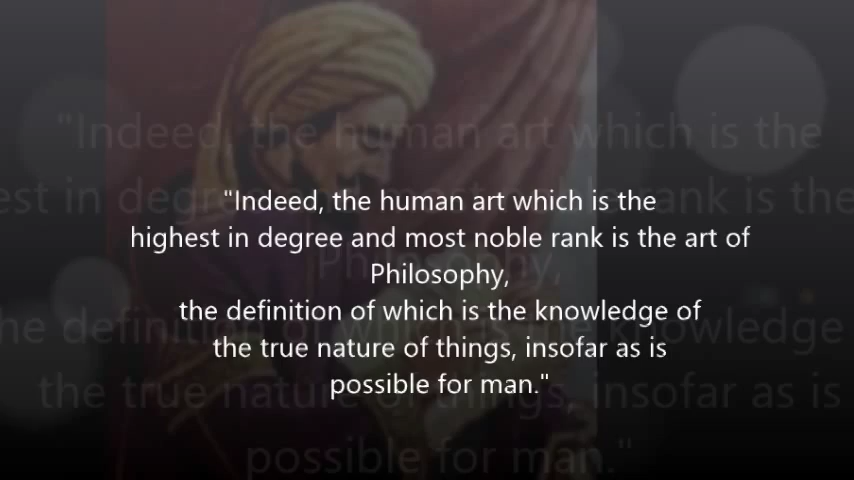 "Indeed, the human art which is the
highest in degree and most noble rank is the art of
Philosophy,
the definition of which is the knowledge of
the true nature of things, insofar as is
possible for man."